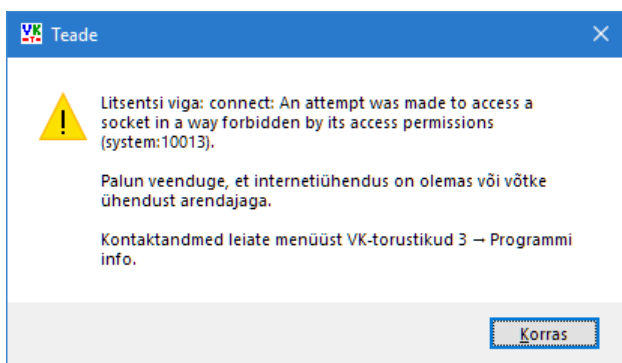 VK
-T-
Teade
Litsentsi viga: connect: An attempt was made to access a
socket in a way forbidden by its access permissions
(system:10013).
Palun veenduge, et internetiühendus on olemas või võtke
ühendust arendajaga.
Kontaktandmed leiate menüüst VK-torustikud 3 → Programmi
info.
Korras